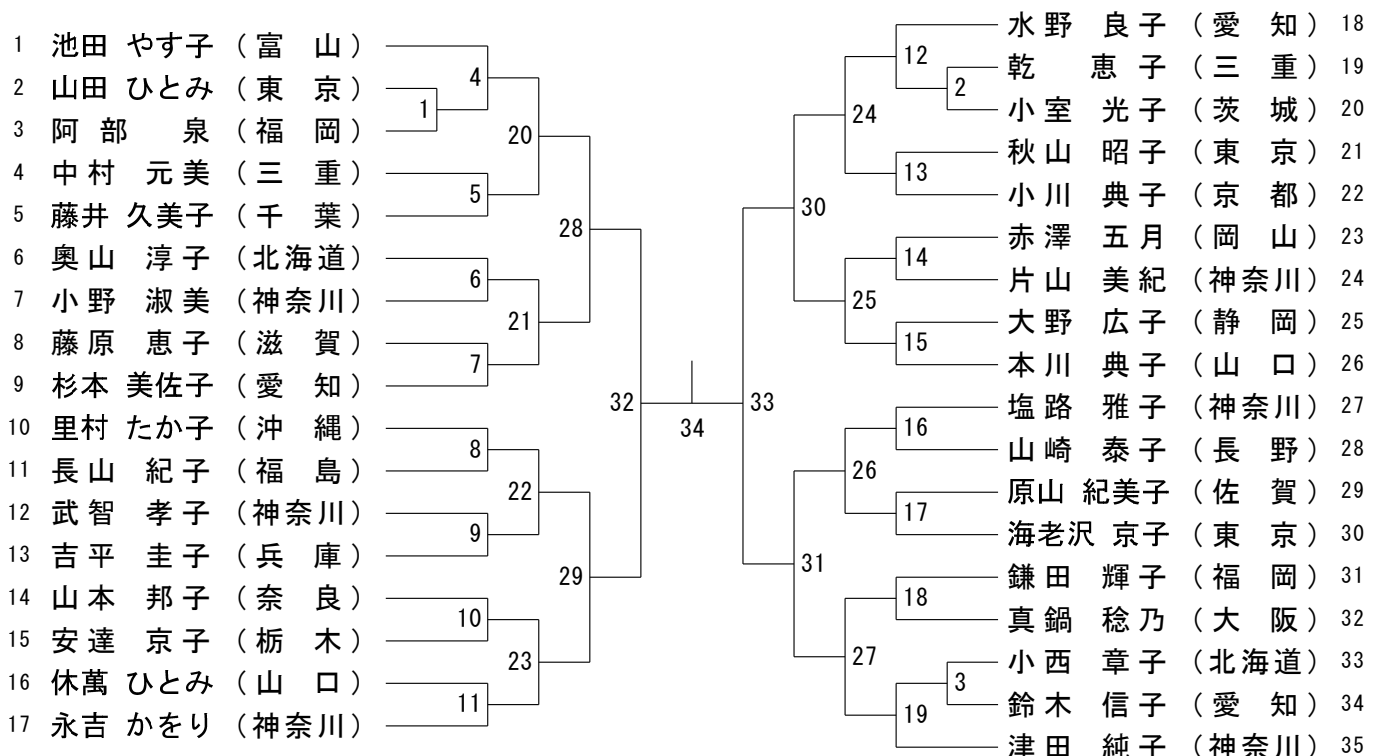 1 池田 やす子 （富 山）
2 山田 ひとみ （東 京）
3 阿部 泉 （福 岡）
4 中村 元美 （三 重）
5 藤井 久美子 （千 葉）
6 奥山 淳子 （北海道）
7 小野 淑美 （神奈川）
8 藤原 恵子 （滋 賀）
9 杉本 美佐子 （愛 知）
10 里村 たか子 （沖 縄）
11 長山 紀子 （福 島）
12 武智 孝子 （神奈川）
13 吉平 圭子 （兵 庫）
14 山本 邦子 （奈 良）
15 安達 京子 （栃 木）
16 休萬 ひとみ （山 口）
17 永吉 かをり （神奈川）
1
4
5
6
7
8
9
10
11
20
21
22
23
28
29
32
34
33
30
31
24
25
26
27
12
2
13
14
15
16
17
18
3
19
水野 良子 （愛 知） 18
乾 恵子 （三 重） 19
小室 光子 （茨 城） 20
秋山 昭子 （東 京） 21
小川 典子 （京 都） 22
赤澤 五月 （岡 山） 23
片山 美紀 （神奈川） 24
大野 広子 （静 岡） 25
本川 典子 （山 口） 26
塩路 雅子 （神奈川） 27
山崎 泰子 （長 野） 28
原山 紀美子 （佐 賀） 29
海老沢 京子 （東 京） 30
鎌田 輝子 （福 岡） 31
真鍋 稔乃 （大 阪） 32
小西 章子 （北海道） 33
鈴木 信子 （愛 知） 34
津田 純子 （神奈川） 35